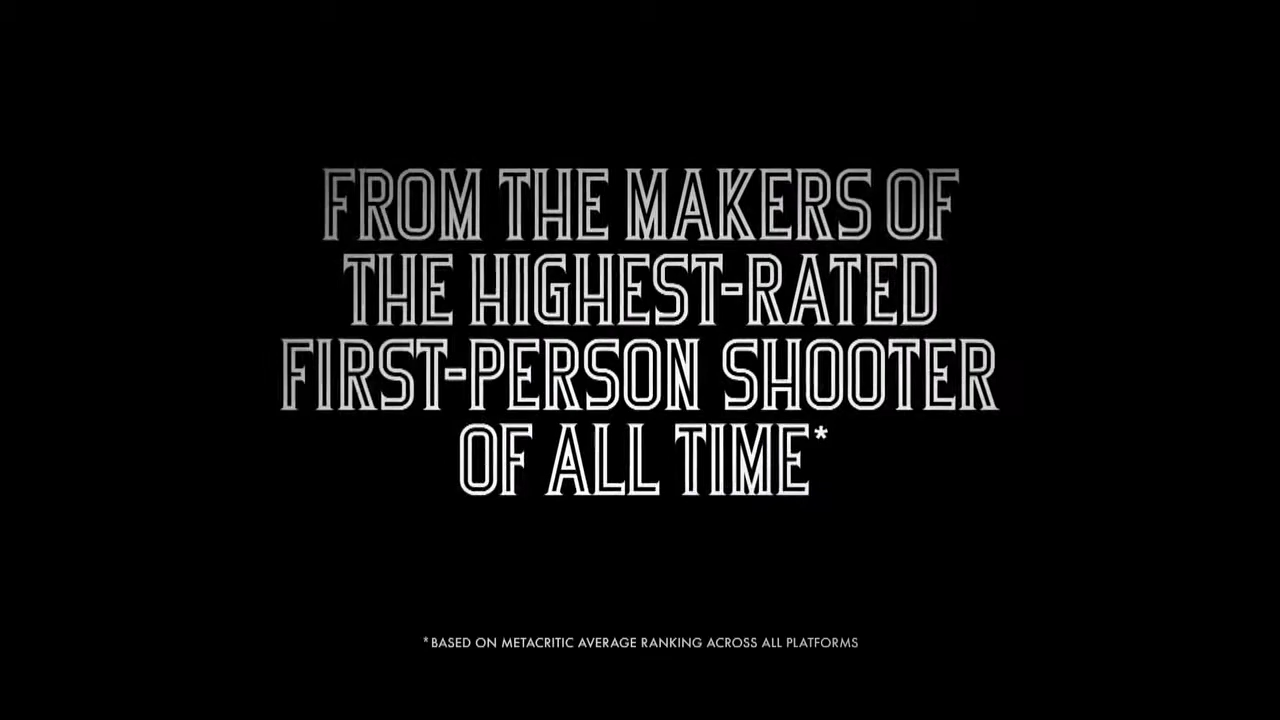 FROM THE MAKERS OF
THE HIGHEST-RATED
FIRST-PERSON SHOOTER
OF ALL TIME*
*BASED ON METACRITIC AVERAGE RANKING ACROSS ALL PLATFORMS